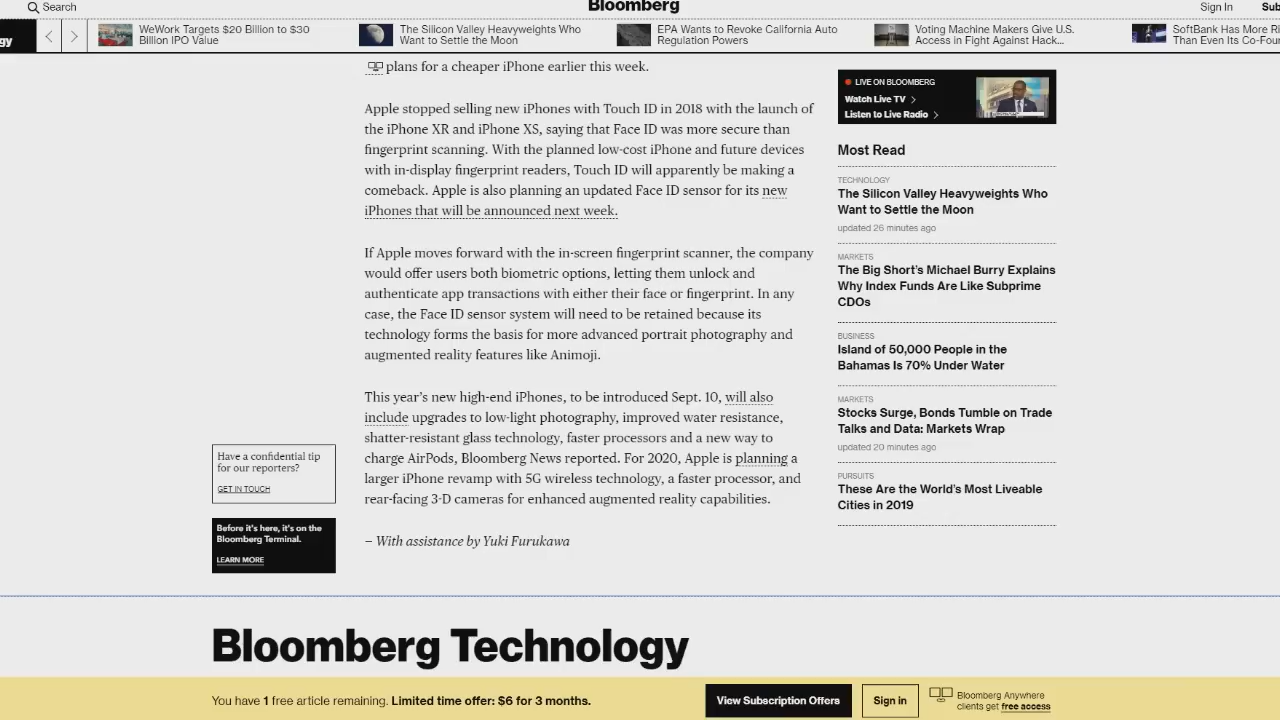 Search
Bloomberg
Sign In
WeWork Targets $20 Billion to $30
Billion IPO Value
The Silicon Valley Heavyweights Who
Want to Settle the Moon
EPA Wants to Revoke California Auto
Regulation Powers
Voting Machine Makers Give U.S.
Access in Fight Against Hack...
SoftBank Has More Ri
Than Even Its Co-Four
plans for a cheaper iPhone earlier this week.
Apple stopped selling new iPhones with Touch ID in 2018 with the launch of
the iPhone XR and iPhone XS, saying that Face ID was more secure than
fingerprint scanning. With the planned low-cost iPhone and future devices
with in-display fingerprint readers, Touch ID will apparently be making a
comeback. Apple is also planning an updated Face ID sensor for its new
iPhones that will be announced next week.
If Apple moves forward with the in-screen fingerprint scanner, the company
would offer users both biometric options, letting them unlock and
authenticate app transactions with either their face or fingerprint. In any
case, the Face ID sensor system will need to be retained because its
technology forms the basis for more advanced portrait photography and
augmented reality features like Animoji.
This year's new high-end iPhones, to be introduced Sept. 10, will also
include upgrades to low-light photography, improved water resistance,
shatter-resistant glass technology, faster processors and a new way to
charge AirPods, Bloomberg News reported. For 2020, Apple is planning a
larger iPhone revamp with 5G wireless technology, a faster processor, and
rear-facing 3-D cameras for enhanced augmented reality capabilities.
– With assistance by Yuki Furukawa
Have a confidential tip
for our reporters?
GET IN TOUCH
Before it's here, it's on the
Bloomberg Terminal.
LEARN MORE
LIVE ON BLOOMBERG
Watch Live TV
Listen to Live Radio
Most Read
TECHNOLOGY
The Silicon Valley Heavyweights Who
Want to Settle the Moon
updated 26 minutes ago
MARKETS
The Big Short's Michael Burry Explains
Why Index Funds Are Like Subprime
CDOs
BUSINESS
Island of 50,000 People in the
Bahamas Is 70% Under Water
MARKETS
Stocks Surge, Bonds Tumble on Trade
Talks and Data: Markets Wrap
updated 20 minutes ago
PURSUITS
These Are the World's Most Liveable
Cities in 2019
Bloomberg Technology
You have 1 free article remaining. Limited time offer: $6 for 3 months.
View Subscription Offers
Sign in
Bloomberg Anywhere
clients get free access